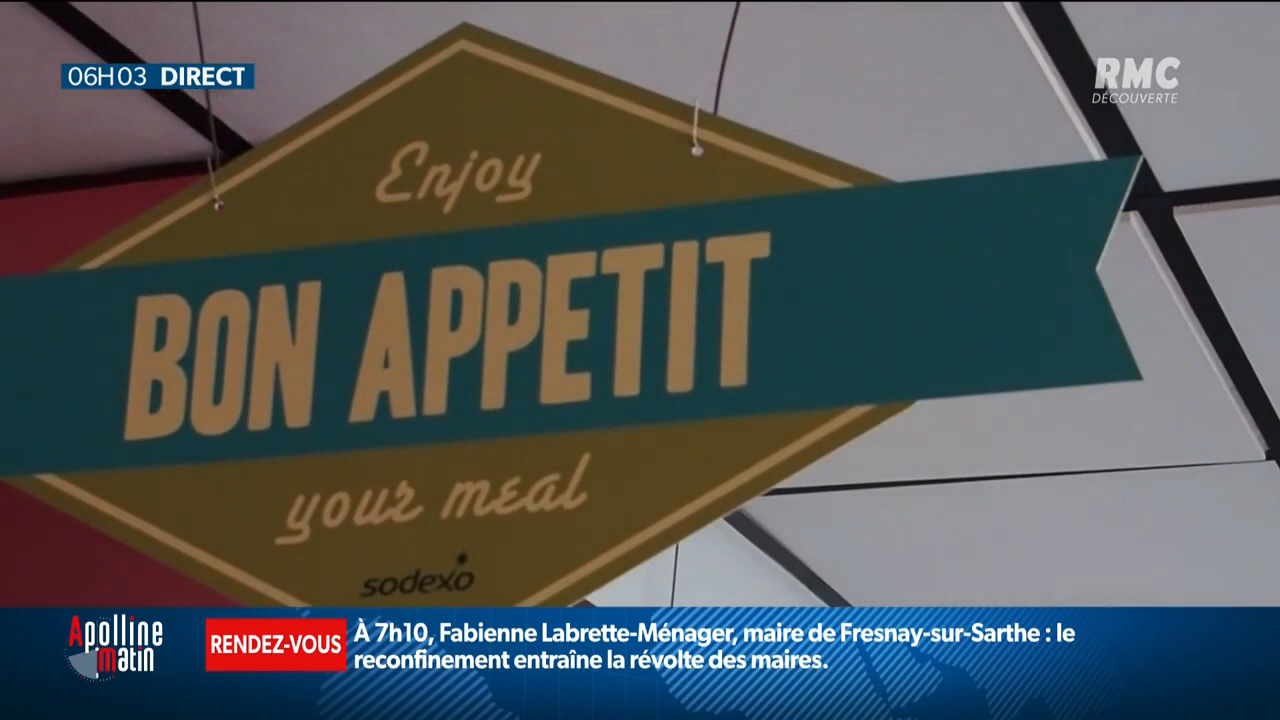 06H03 DIRECT
RMC
DÉCOUVERTE
Enjoy
BON APPETIT
your meal
sodexo
Apolline
Matin
RENDEZ-VOUS
À 7h10, Fabienne Labrette-Ménager, maire de Fresnay-sur-Sarthe : le
reconfinement entraîne la révolte des maires.